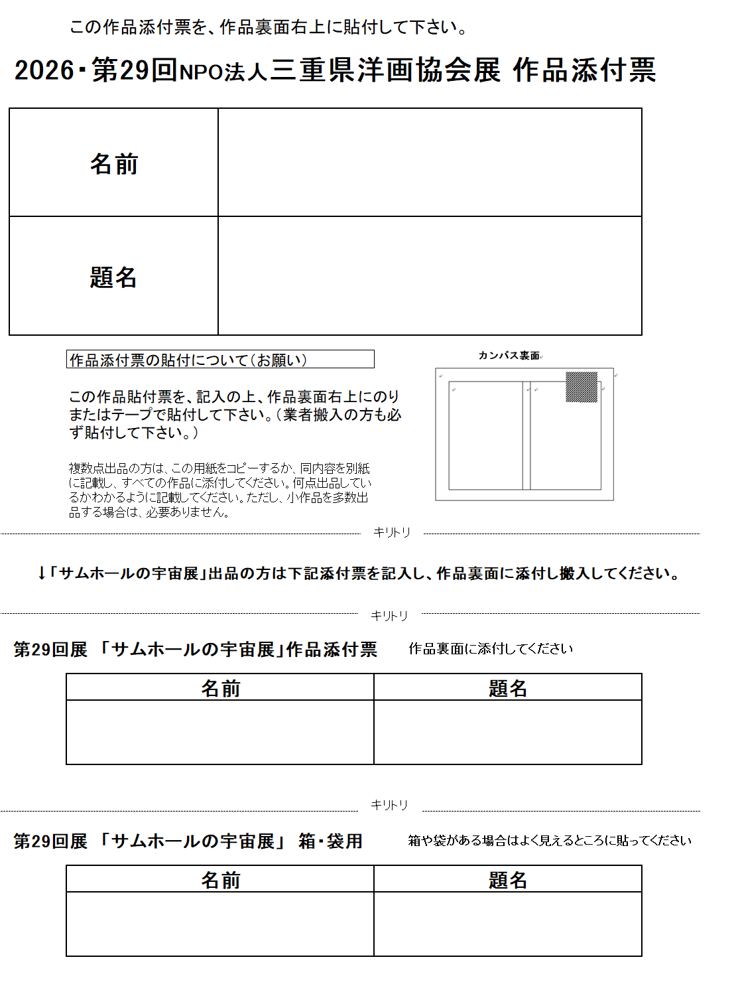 この作品添付票を、作品裏面右上に貼付して下さい。
2026・第29回NPO法人三重県洋画協会展 作品添付票
名前
題名
作品添付票の貼付について（お願い）
この作品貼付票を、記入の上、作品裏面右上にのり
またはテープで貼付して下さい。（業者搬入の方も必
ず貼付して下さい。）
複数点出品の方は、この用紙をコピーするか、同内容を別紙
に記載し、すべての作品に添付してください。何点出品してい
るかわかるように記載してください。ただし、小作品を多数出
品する場合は、必要ありません。
カンバス裏面
キリトリ
↓「サムホールの宇宙展」出品の方は下記添付票を記入し、作品裏面に添付し搬入してください。
キリトリ
第29回展 「サムホールの宇宙展」作品添付票 作品裏面に添付してください
名前 題名
キリトリ
第29回展 「サムホールの宇宙展」 箱・袋用 箱や袋がある場合はよく見えるところに貼ってください
名前 題名